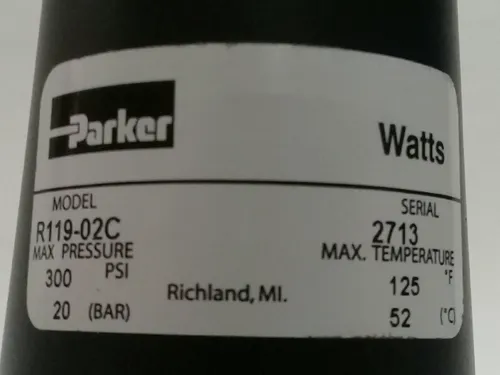 Parker
Watts
MODEL SERIAL
R119-02C 2713
MAX PRESSURE MAX. TEMPERATURE
300 PSI 125 °F
20 (BAR) Richland, MI. 52 (°C)